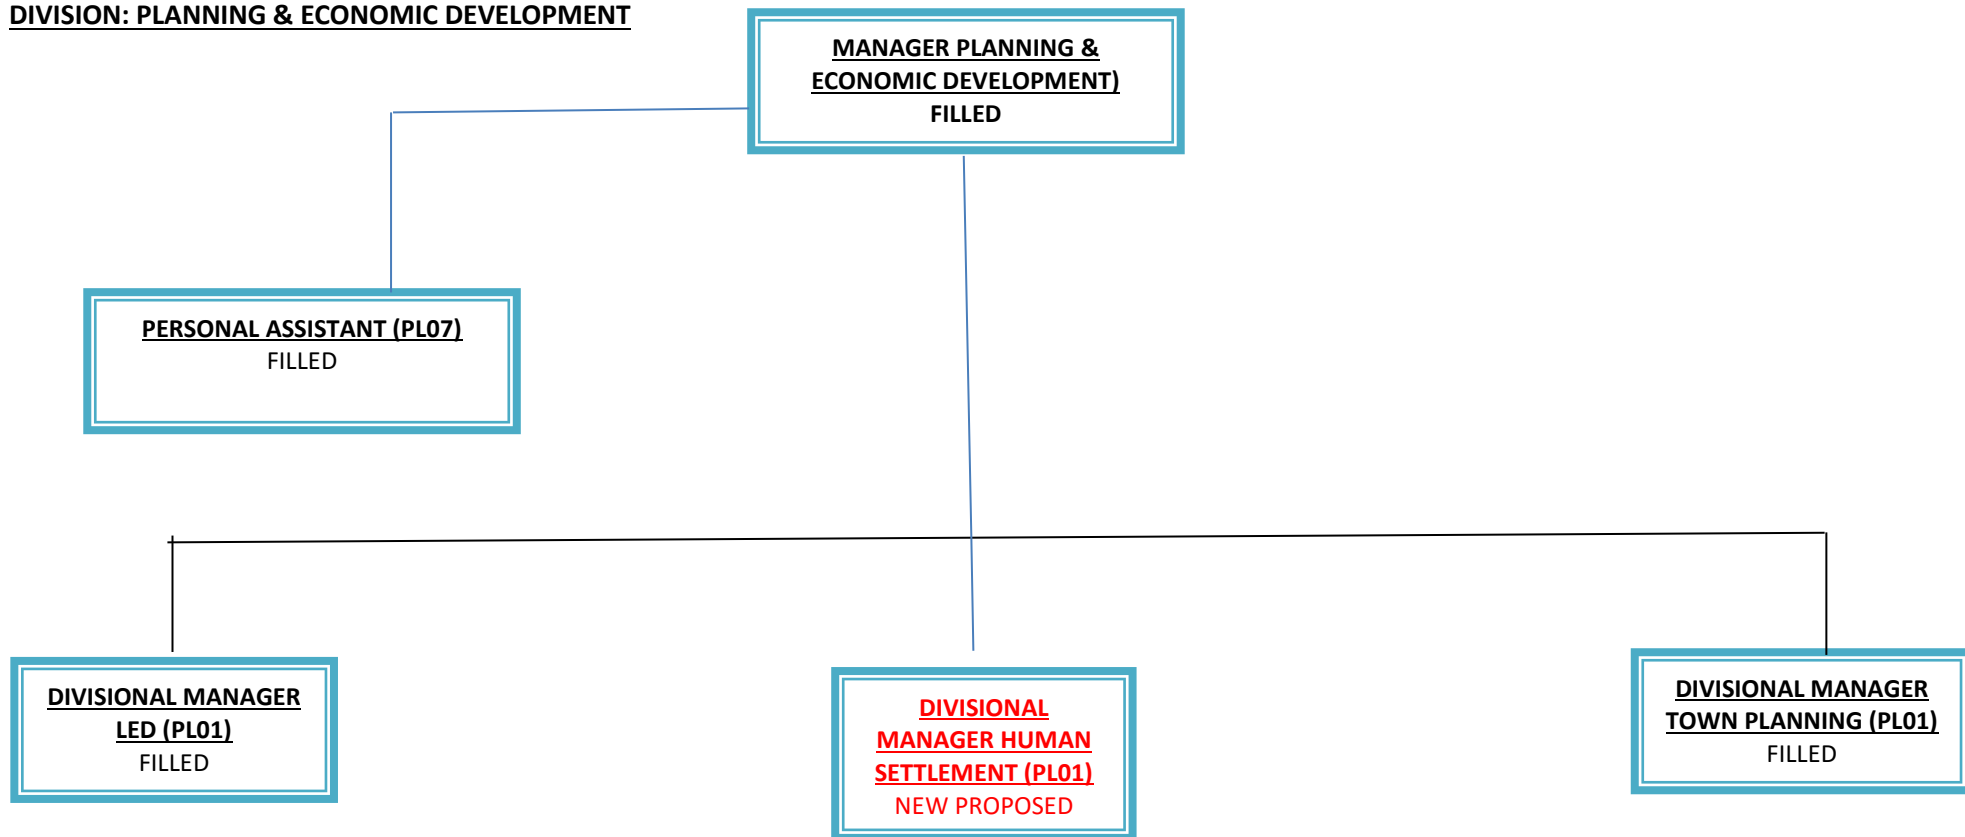 DIVISION: PLANNING & ECONOMIC DEVELOPMENT
MANAGER PLANNING &
ECONOMIC DEVELOPMENT)
FILLED
PERSONAL ASSISTANT (PL07)
FILLED
DIVISIONAL MANAGER
LED (PL01)
FILLED
DIVISIONAL
MANAGER HUMAN
SETTLEMENT (PL01)
NEW PROPOSED
DIVISIONAL MANAGER
TOWN PLANNING (PL01)
FILLED